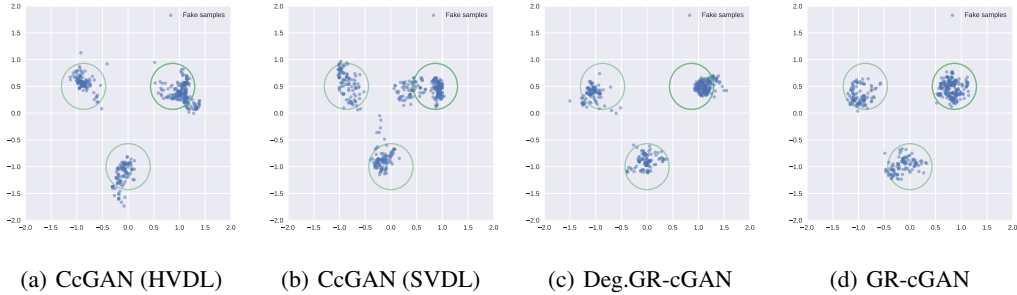 2.0 Fake samples 2.0 Fake samples 2.0 Fake samples 2.0 Fake samples
1.5 1.5 1.5 1.5
1.0 1.0 1.0 1.0
0.5 0.5 0.5 0.5
0.0 0.0 0.0 0.0
−0.5 −0.5 −0.5 −0.5
−1.0 −1.0 −1.0 −1.0
−1.5 −1.5 −1.5 −1.5
−2.0 −2.0 −2.0 −2.0
−2.0 −1.5 −1.0 −0.5 0.0 0.5 1.0 1.5 2.0 −2.0 −1.5 −1.0 −0.5 0.0 0.5 1.0 1.5 2.0 −2.0 −1.5 −1.0 −0.5 0.0 0.5 1.0 1.5 2.0 −2.0 −1.5 −1.0 −0.5 0.0 0.5 1.0 1.5 2.0
(a) CcGAN (HVDL) (b) CcGAN (SVDL) (c) Deg.GR-cGAN (d) GR-cGAN